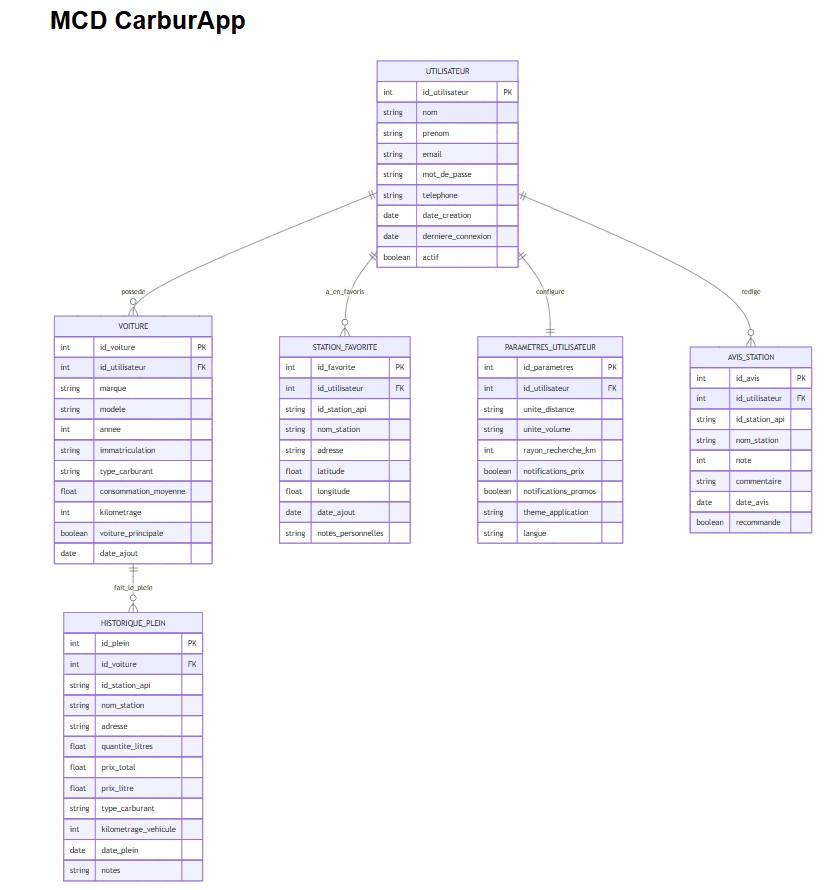 MCD CarburApp
UTILISATEUR
int id_utilisateur PK
string nom
string prenom
string email
string mot_de_passe
string telephone
date date_creation
date derniere_connexion
boolean actif
possede
a_en_favoris
configure
redige
VOITURE
int id_voiture PK
int id_utilisateur FK
string marque
string modele
int annee
string immatriculation
string type_carburant
float consommation_moyenne
int kilometrage
boolean voiture_principale
date date_ajout
STATION_FAVORITE
int id_favorite PK
int id_utilisateur FK
string id_station_api
string nom_station
string adresse
float latitude
float longitude
date date_ajout
string notes_personnelles
PARAMETRES_UTILISATEUR
int id_parametres PK
int id_utilisateur FK
string unite_distance
string unite_volume
int rayon_recherche_km
boolean notifications_prix
boolean notifications_promos
string theme_application
string langue
AVIS_STATION
int id_avis PK
int id_utilisateur FK
string id_station_api
string nom_station
int note
string commentaire
date date_avis
boolean recommande
fait_le_plein
HISTORIQUE_PLEIN
int id_plein PK
int id_voiture FK
string id_station_api
string nom_station
string adresse
float quantite_litres
float prix_total
float prix_litre
string type_carburant
int kilometrage_vehicule
date date_plein
string notes